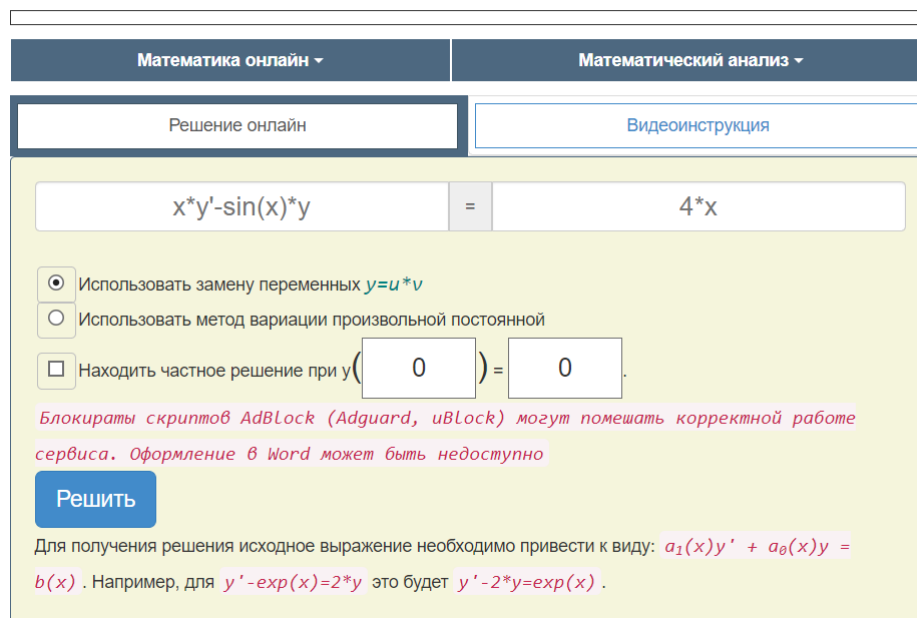 Математика онлайн
Математический анализ
Решение онлайн
Видеоинструкция
x*y'-sin(x)*y = 4*x
Использовать замену переменных y=u*v
Использовать метод вариации произвольной постоянной
Находить частное решение при y( 0 ) = 0 .
Блокираты скриптов AdBlock (Adguard, uBlock) могут помешать корректной работе
сервиса. Оформление в Word может быть недоступно
Решить
Для получения решения исходное выражение необходимо привести к виду: a₁(x)y' + a₀(x)y =
b(x) . Например, для y'-exp(x)=2*y это будет y'-2*y=exp(x) .